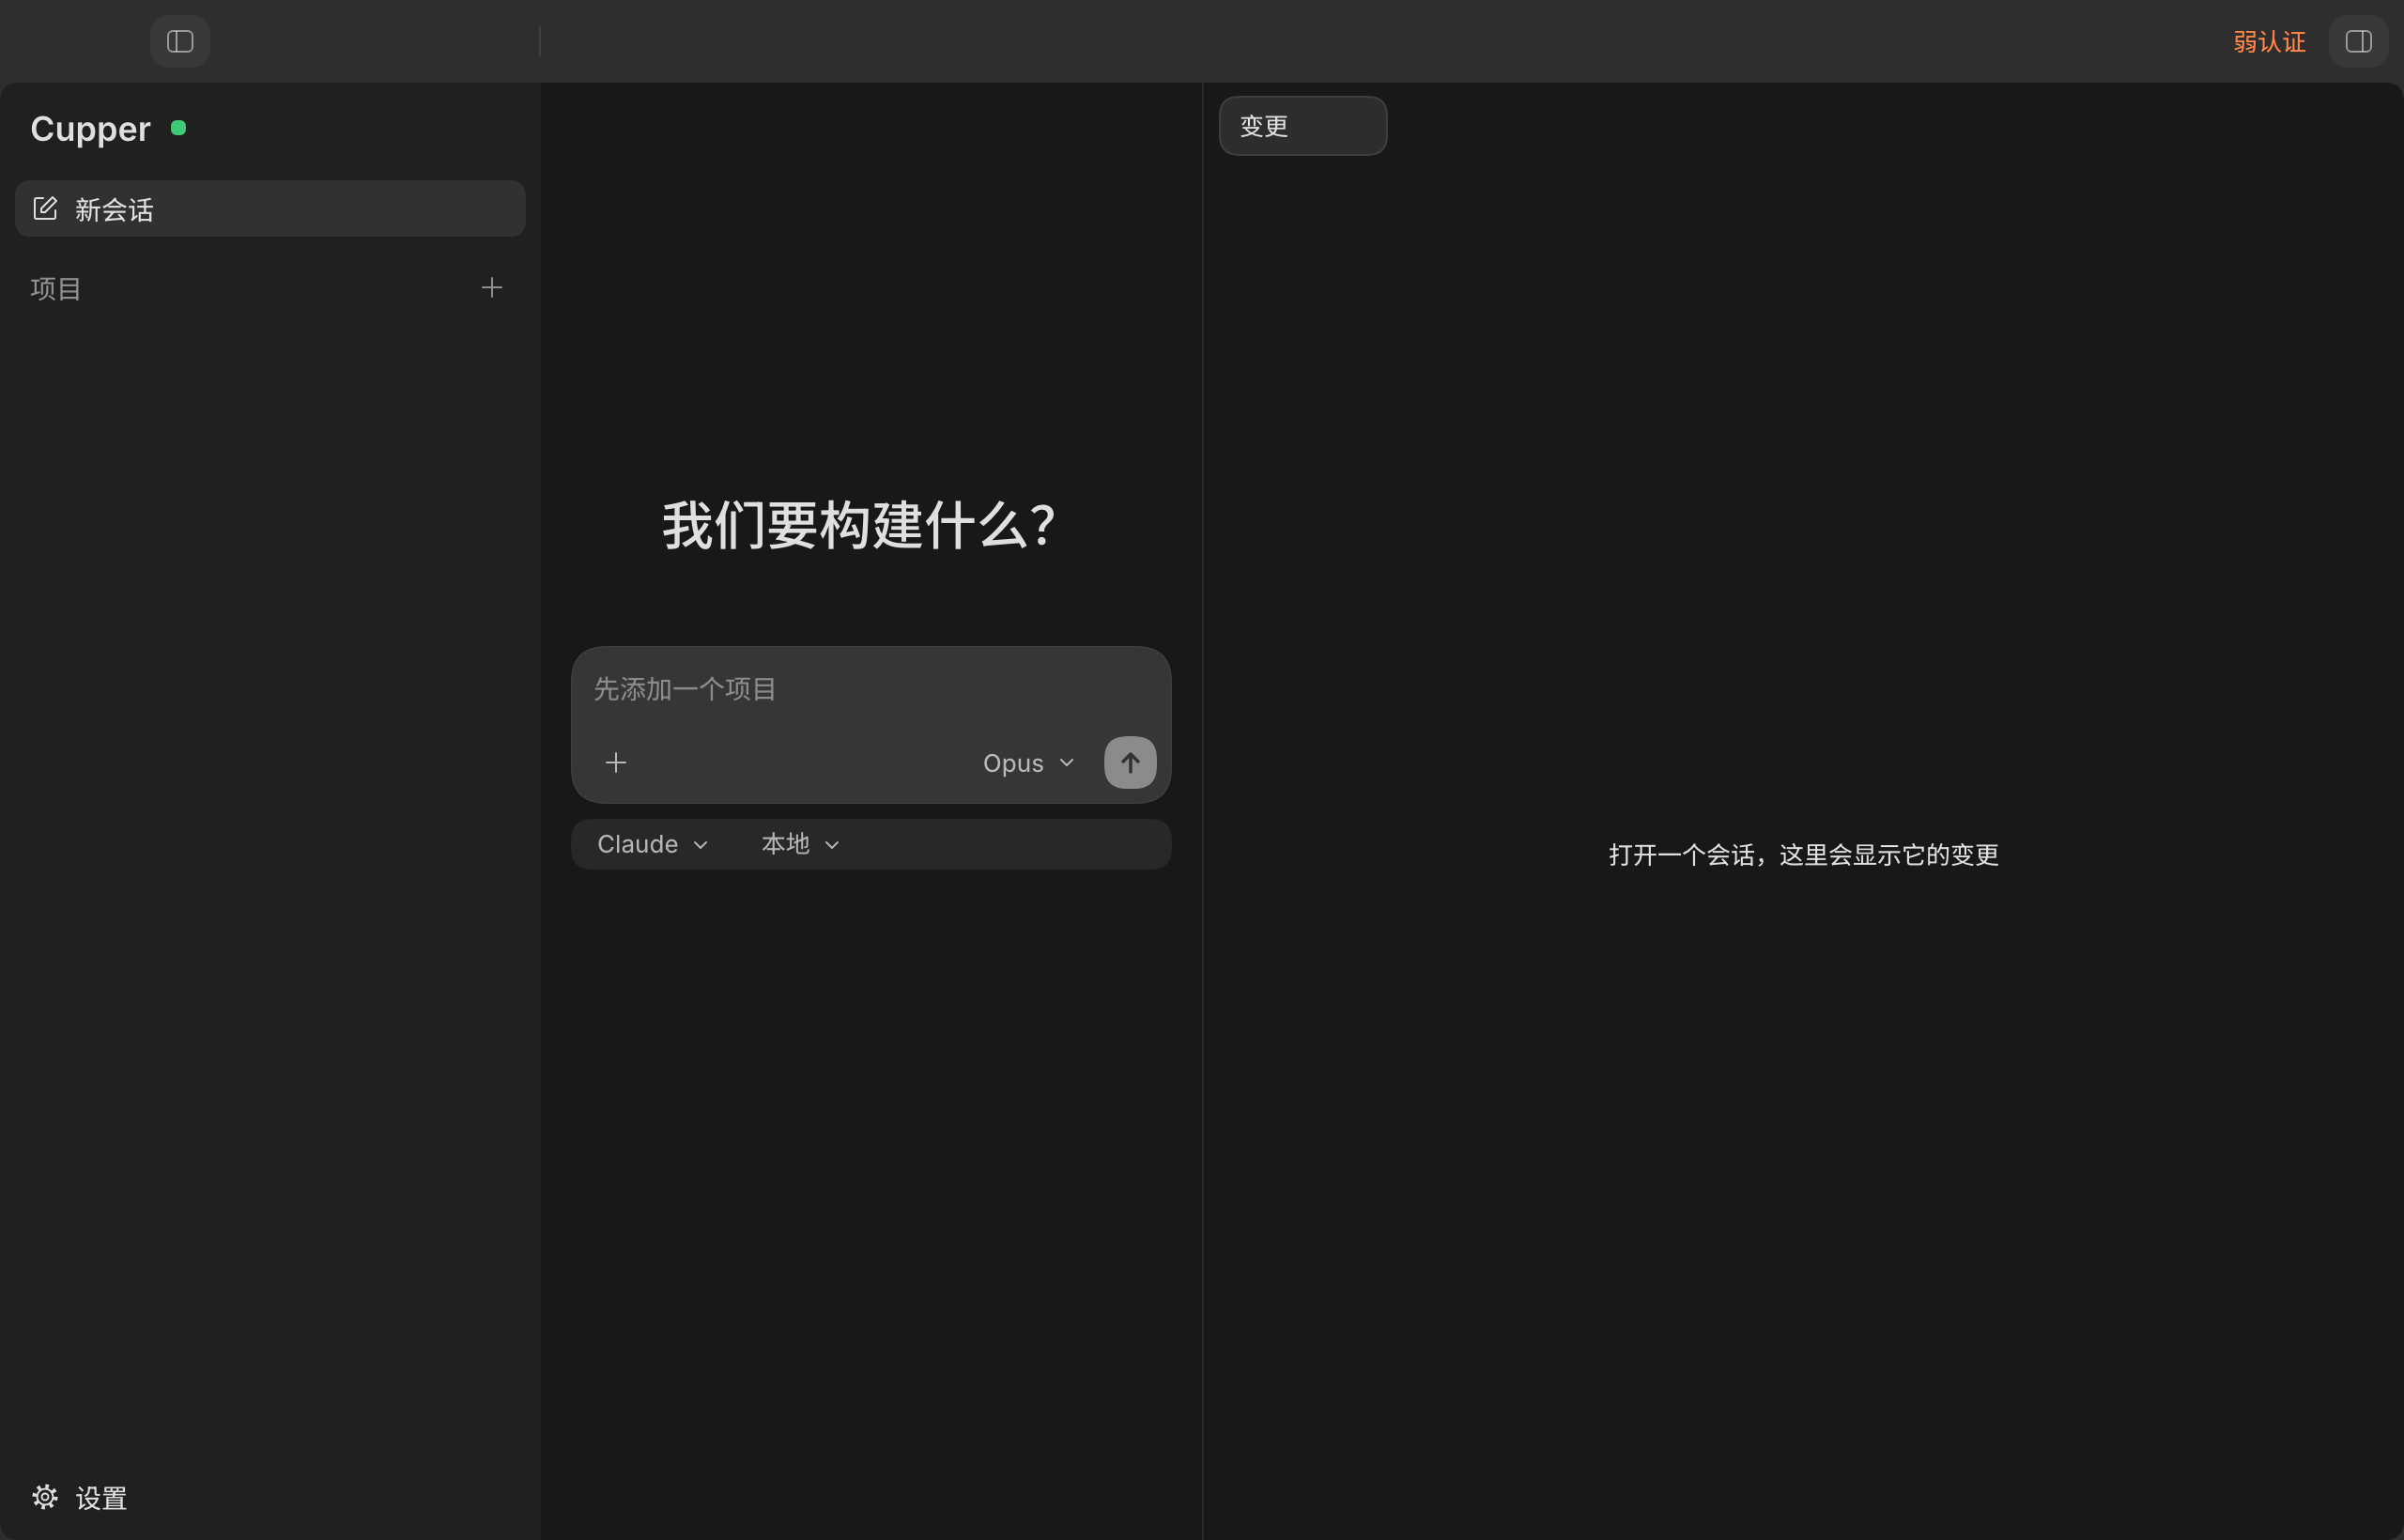 弱认证
Cupper
新会话
项目
我们要构建什么？
先添加一个项目
Opus
Claude
本地
设置
变更
打开一个会话，这里会显示它的变更